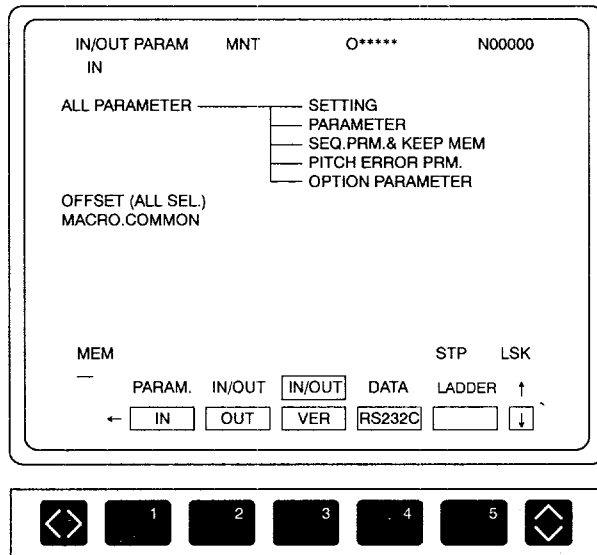 IN/OUT PARAM MNT O***** N00000
IN
ALL PARAMETER SETTING
PARAMETER
SEQ.PRM.& KEEP MEM
PITCH ERROR PRM.
OPTION PARAMETER
OFFSET (ALL SEL.)
MACRO.COMMON
MEM STP LSK
PARAM. IN/OUT IN/OUT DATA LADDER ↑
← IN OUT VER RS232C ↓
1 2 3 4 5